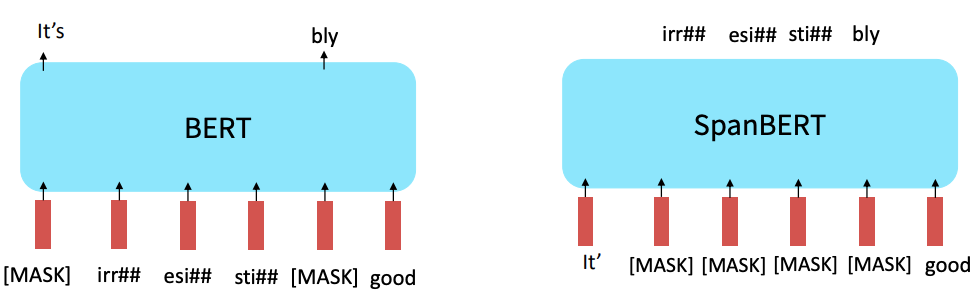 It's bly
BERT
[MASK] irr## esi## sti## [MASK] good
irr## esi## sti## bly
SpanBERT
It' [MASK] [MASK] [MASK] [MASK] good